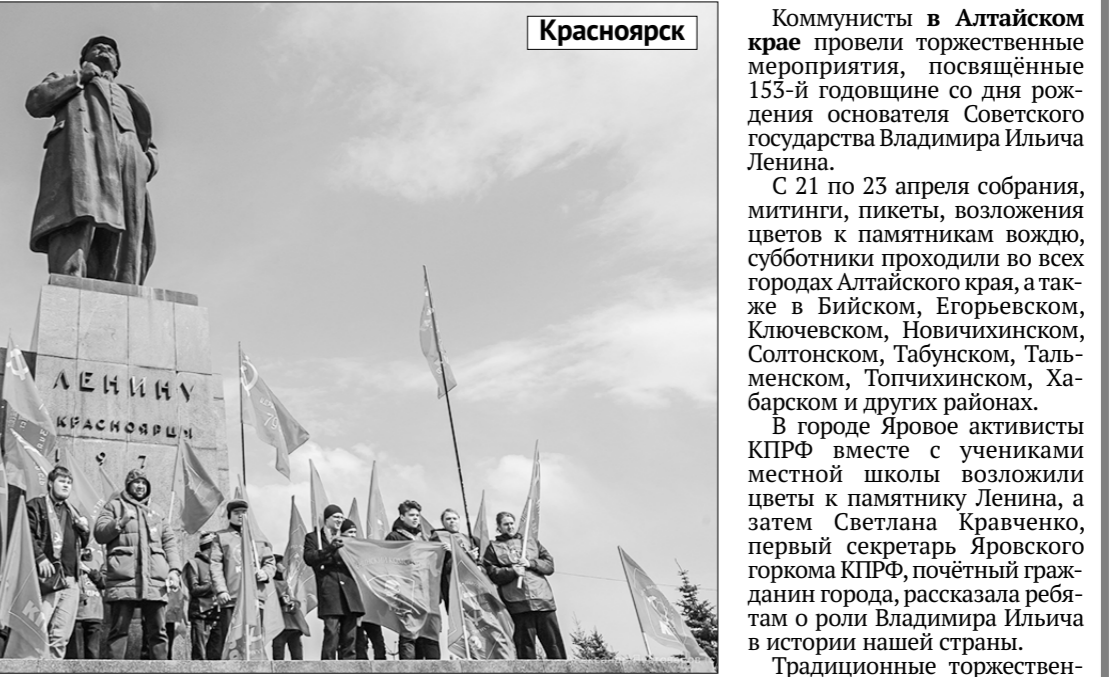 Красноярск
ЛЕНИНУ
КРАСНОЯРЦЫ
Коммунисты в Алтайском
крае провели торжественные
мероприятия, посвящённые
153-й годовщине со дня рож-
дения основателя Советского
государства Владимира Ильича
Ленина.
С 21 по 23 апреля собрания,
митинги, пикеты, возложения
цветов к памятникам вождю,
субботники проходили во всех
городах Алтайского края, а так-
же в Бийском, Егорьевском,
Ключевском, Новичихинском,
Солтонском, Табунском, Таль-
менском, Топчихинском, Ха-
барском и других районах.
В городе Яровое активисты
КПРФ вместе с учениками
местной школы возложили
цветы к памятнику Ленина, а
затем Светлана Кравченко,
первый секретарь Яровского
горкома КПРФ, почётный граж-
данин города, рассказала ребя-
там о роли Владимира Ильича
в истории нашей страны.
Традиционные торжествен-